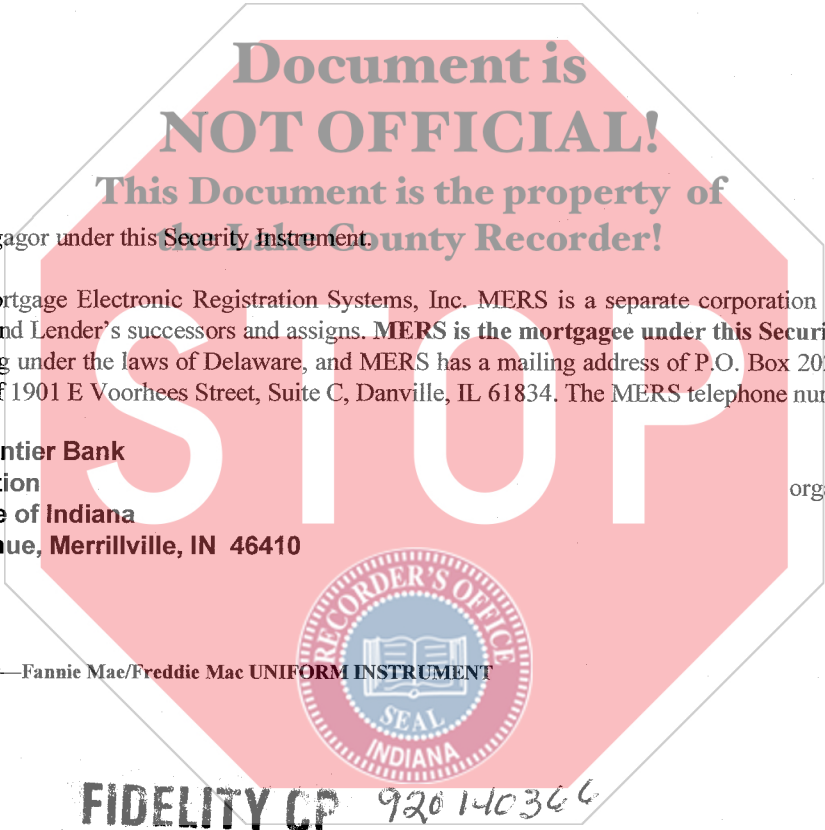 Document is
NOT OFFICIAL!
This Document is the property of
the Lake County Recorder!
gagor under this Security Instrument.
ortgage Electronic Registration Systems, Inc. MERS is a separate corporation
nd Lender's successors and assigns. MERS is the mortgagee under this Securi
g under the laws of Delaware, and MERS has a mailing address of P.O. Box 20
f 1901 E Voorhees Street, Suite C, Danville, IL 61834. The MERS telephone nu
STOP
ntier Bank
tion
orga
e of Indiana
nue, Merrillville, IN 46410
RECORDER'S OFFICE
SEAL
INDIANA
—Fannie Mae/Freddie Mac UNIFORM INSTRUMENT
FIDELITY CP 920140366